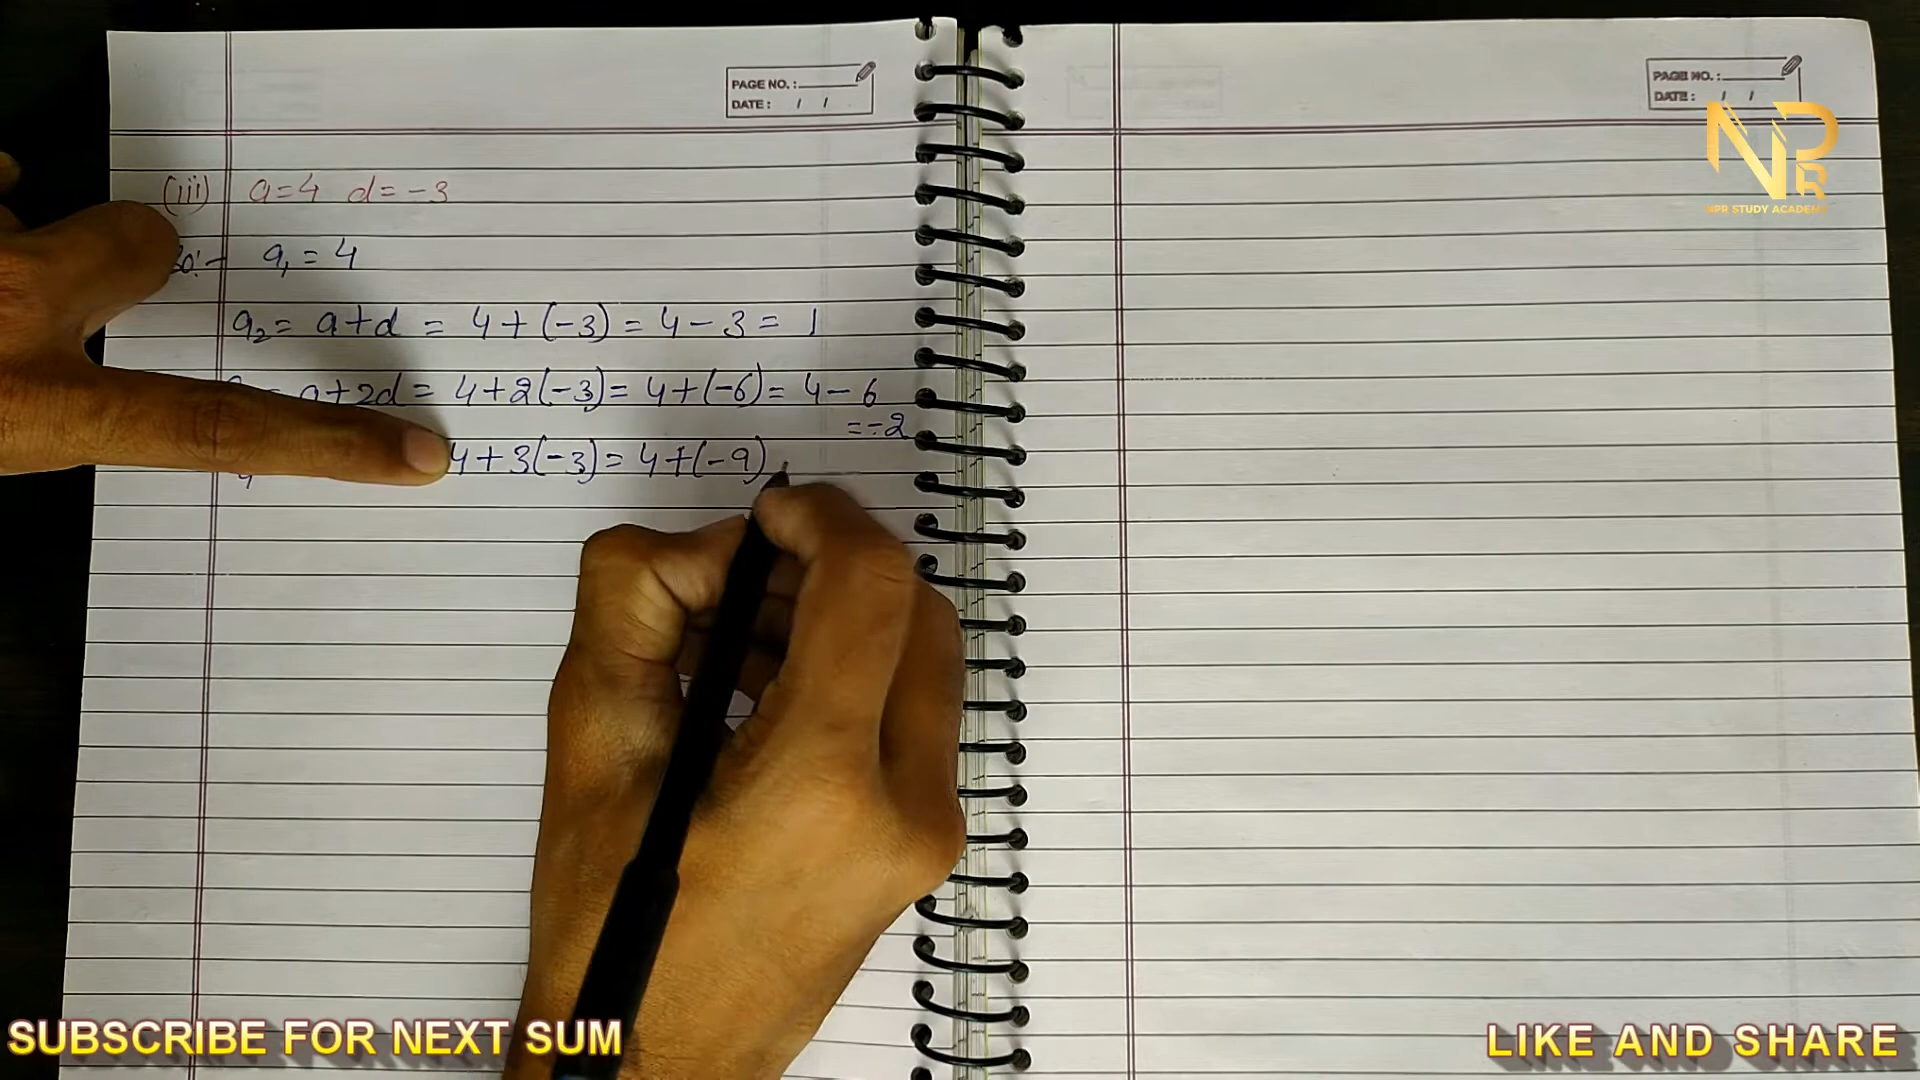 PAGE NO. :
DATE : / /
PAGE NO. :
DATE : / /
NPR
NPR STUDY ACADEMY
(iii) a = 4 d = -3
a₁ = 4
a₂ = a + d = 4 + (-3) = 4 - 3 = 1
= a + 2d = 4 + 2(-3) = 4 + (-6) = 4 - 6
= -2
4 + 3(-3) = 4 + (-9)
SUBSCRIBE FOR NEXT SUM
LIKE AND SHARE